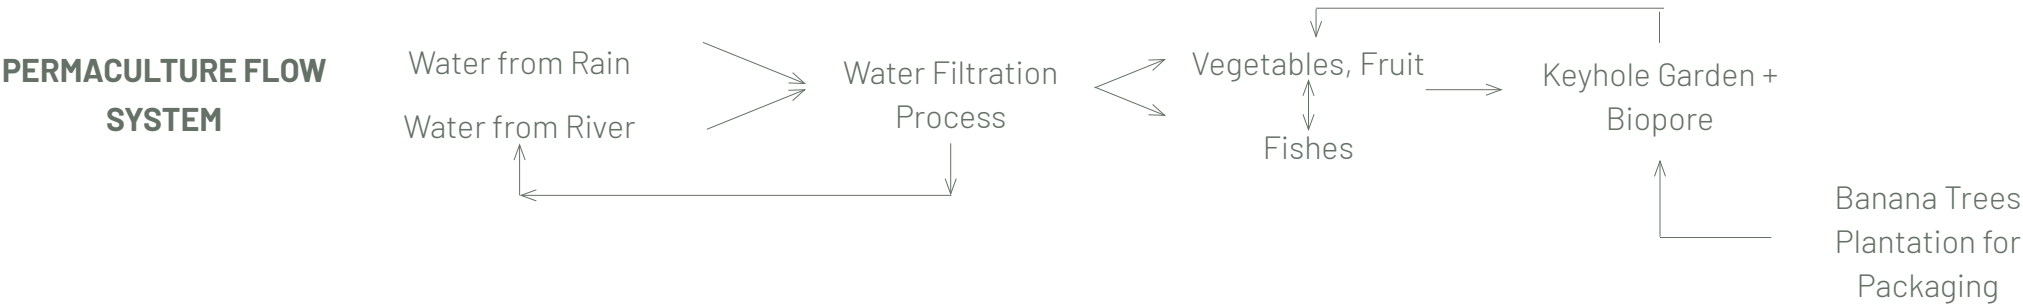 PERMACULTURE FLOW
SYSTEM
Water from Rain
Water from River
Water Filtration
Process
Vegetables, Fruit
Fishes
Keyhole Garden +
Biopore
Banana Trees
Plantation for
Packaging